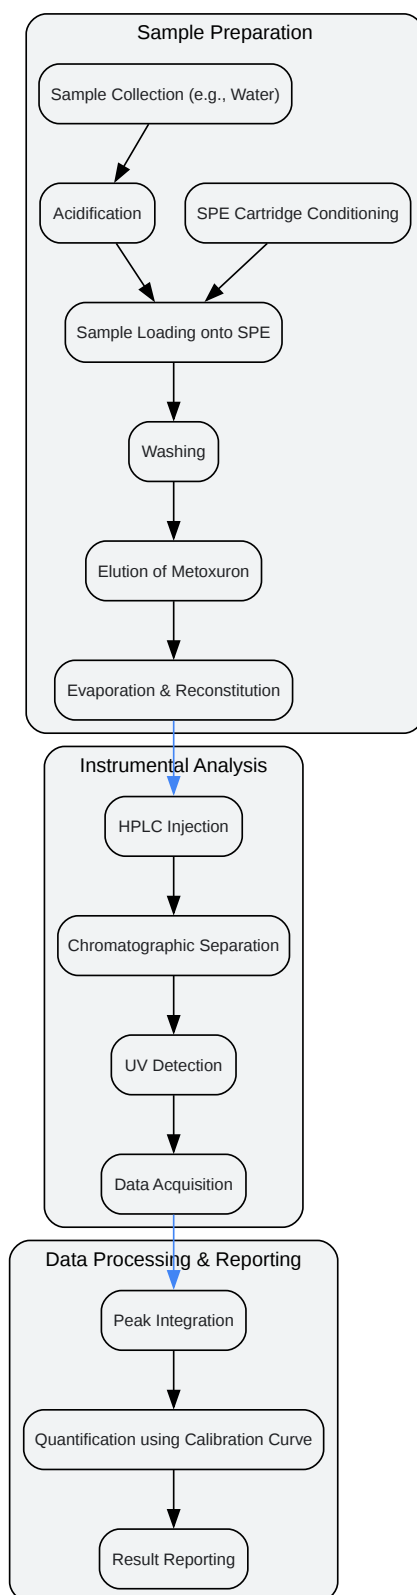 Sample Preparation
Sample Collection (e.g., Water)
Acidification
SPE Cartridge Conditioning
Sample Loading onto SPE
Washing
Elution of Metoxuron
Evaporation & Reconstitution
Instrumental Analysis
HPLC Injection
Chromatographic Separation
UV Detection
Data Acquisition
Data Processing & Reporting
Peak Integration
Quantification using Calibration Curve
Result Reporting